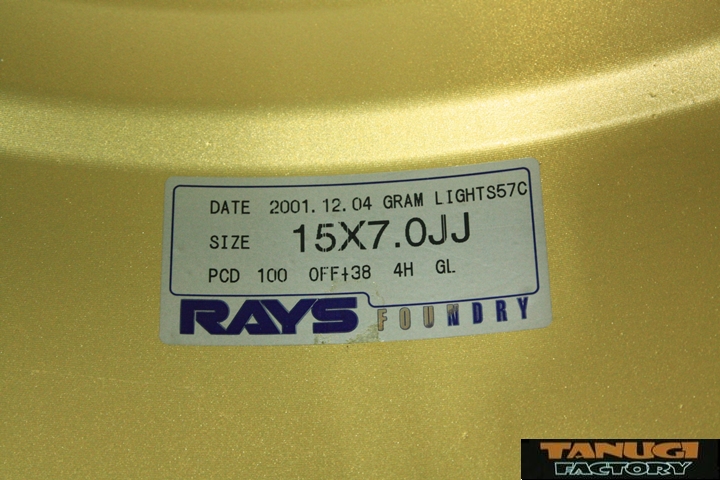 DATE 2001.12.04 GRAM LIGHTS57C
SIZE 15X7.0JJ
PCD 100 OFF+38 4H GL
RAYS FOUNDRY
TANUGI
FACTORY